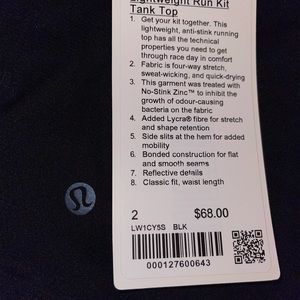 Lightweight Run Kit
Tank Top
1. Get your kit together. This
lightweight, anti-stink running
top has all the technical
properties you need to get
through race day in comfort
2. Fabric is four-way stretch,
sweat-wicking, and quick-drying
3. This garment was treated with
No-Stink Zinc™ to inhibit the
growth of odour-causing
bacteria on the fabric
4. Added Lycra® fibre for stretch
and shape retention
5. Side slits at the hem for added
mobility
6. Bonded construction for flat
and smooth seams
7. Reflective details
8. Classic fit, waist length
2 $68.00
LW1CY5S BLK
000127600643